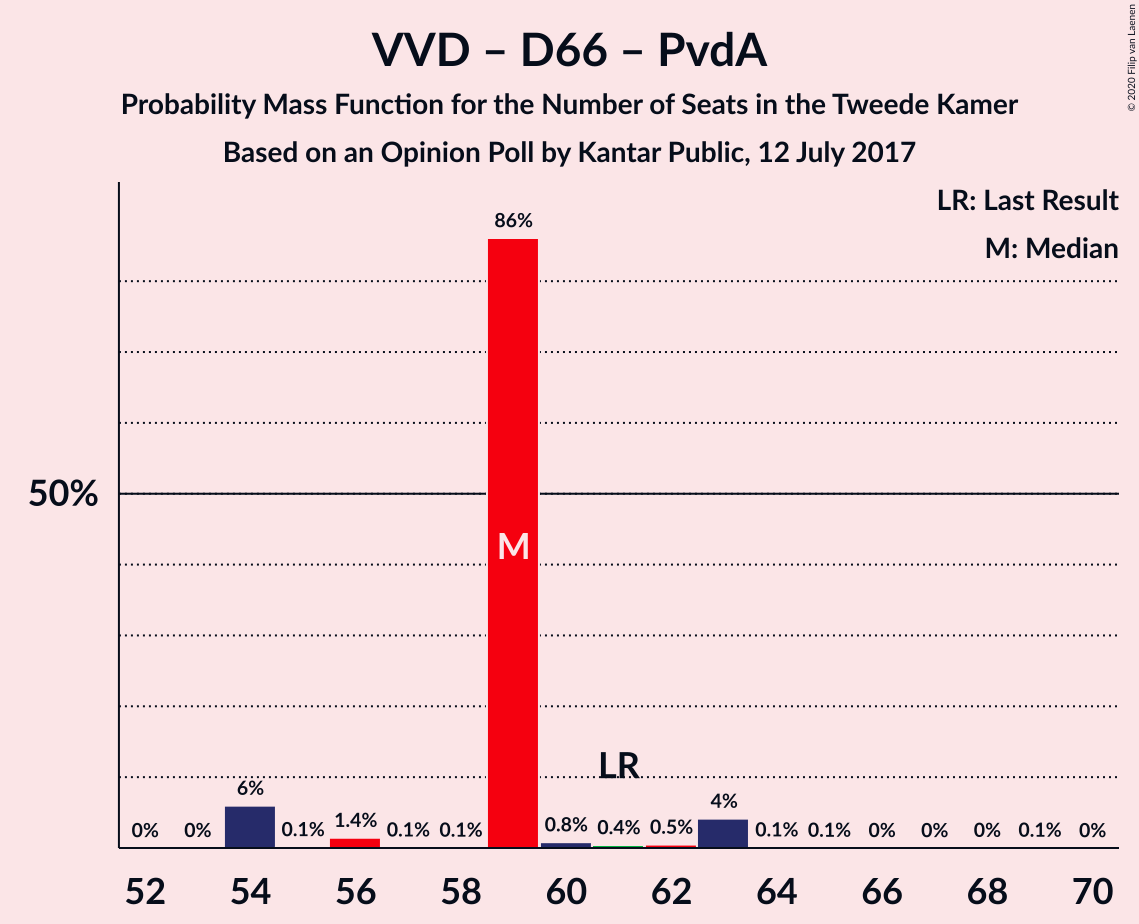 © 2020 Filip van Laenen
VVD – D66 – PvdA
Probability Mass Function for the Number of Seats in the Tweede Kamer
Based on an Opinion Poll by Kantar Public, 12 July 2017
LR: Last Result
M: Median
50%
0% 0% 6% 0.1% 1.4% 0.1% 0.1% 86% 0.8% 0.4% 0.5% 4% 0.1% 0.1% 0% 0% 0% 0.1% 0%
M
LR
52 54 56 58 60 62 64 66 68 70